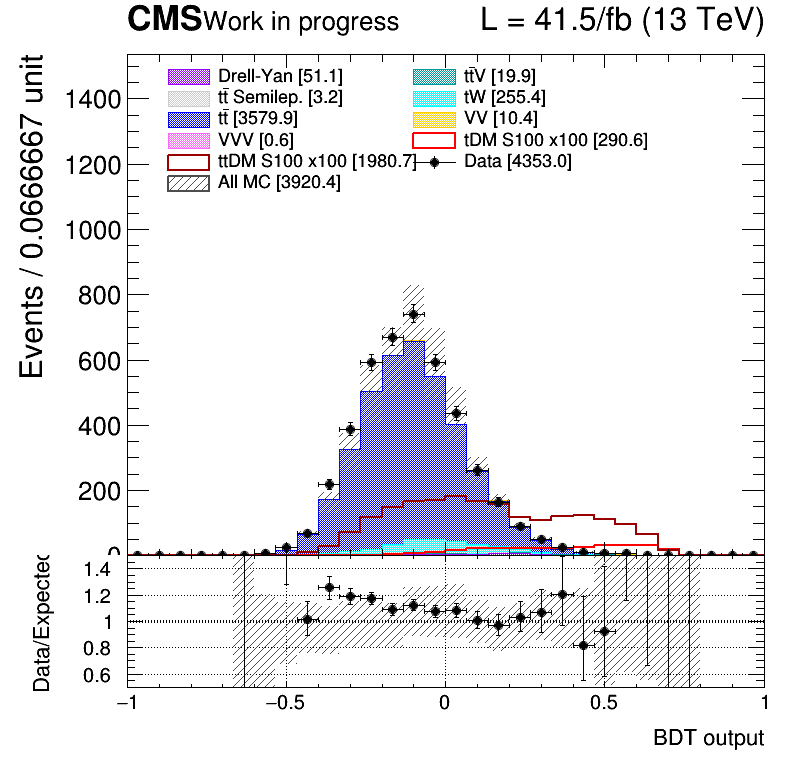 CMS Work in progress L = 41.5/fb (13 TeV)
Events / 0.0666667 unit
Drell-Yan [51.1] tt̄V [19.9]
tt̄ Semilep. [3.2] tW [255.4]
tt̄ [3579.9] VV [10.4]
VVV [0.6] tDM S100 x100 [290.6]
ttDM S100 x100 [1980.7] Data [4353.0]
All MC [3920.4]
1400
1200
1000
800
600
400
200
0
Data/Expected
1.4
1.2
1
0.8
0.6
−1 −0.5 0 0.5 1
BDT output